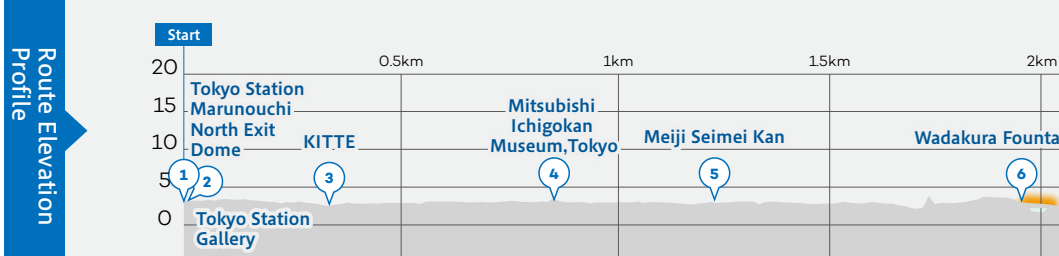 Route Elevation
Profile
Start
0.5km
1km
1.5km
2km
20
15
10
5
0
Tokyo Station
Marunouchi
North Exit
Dome
KITTE
Mitsubishi
Ichigokan
Museum,Tokyo
Meiji Seimei Kan
Wadakura Founta
1
2
3
4
5
6
Tokyo Station
Gallery